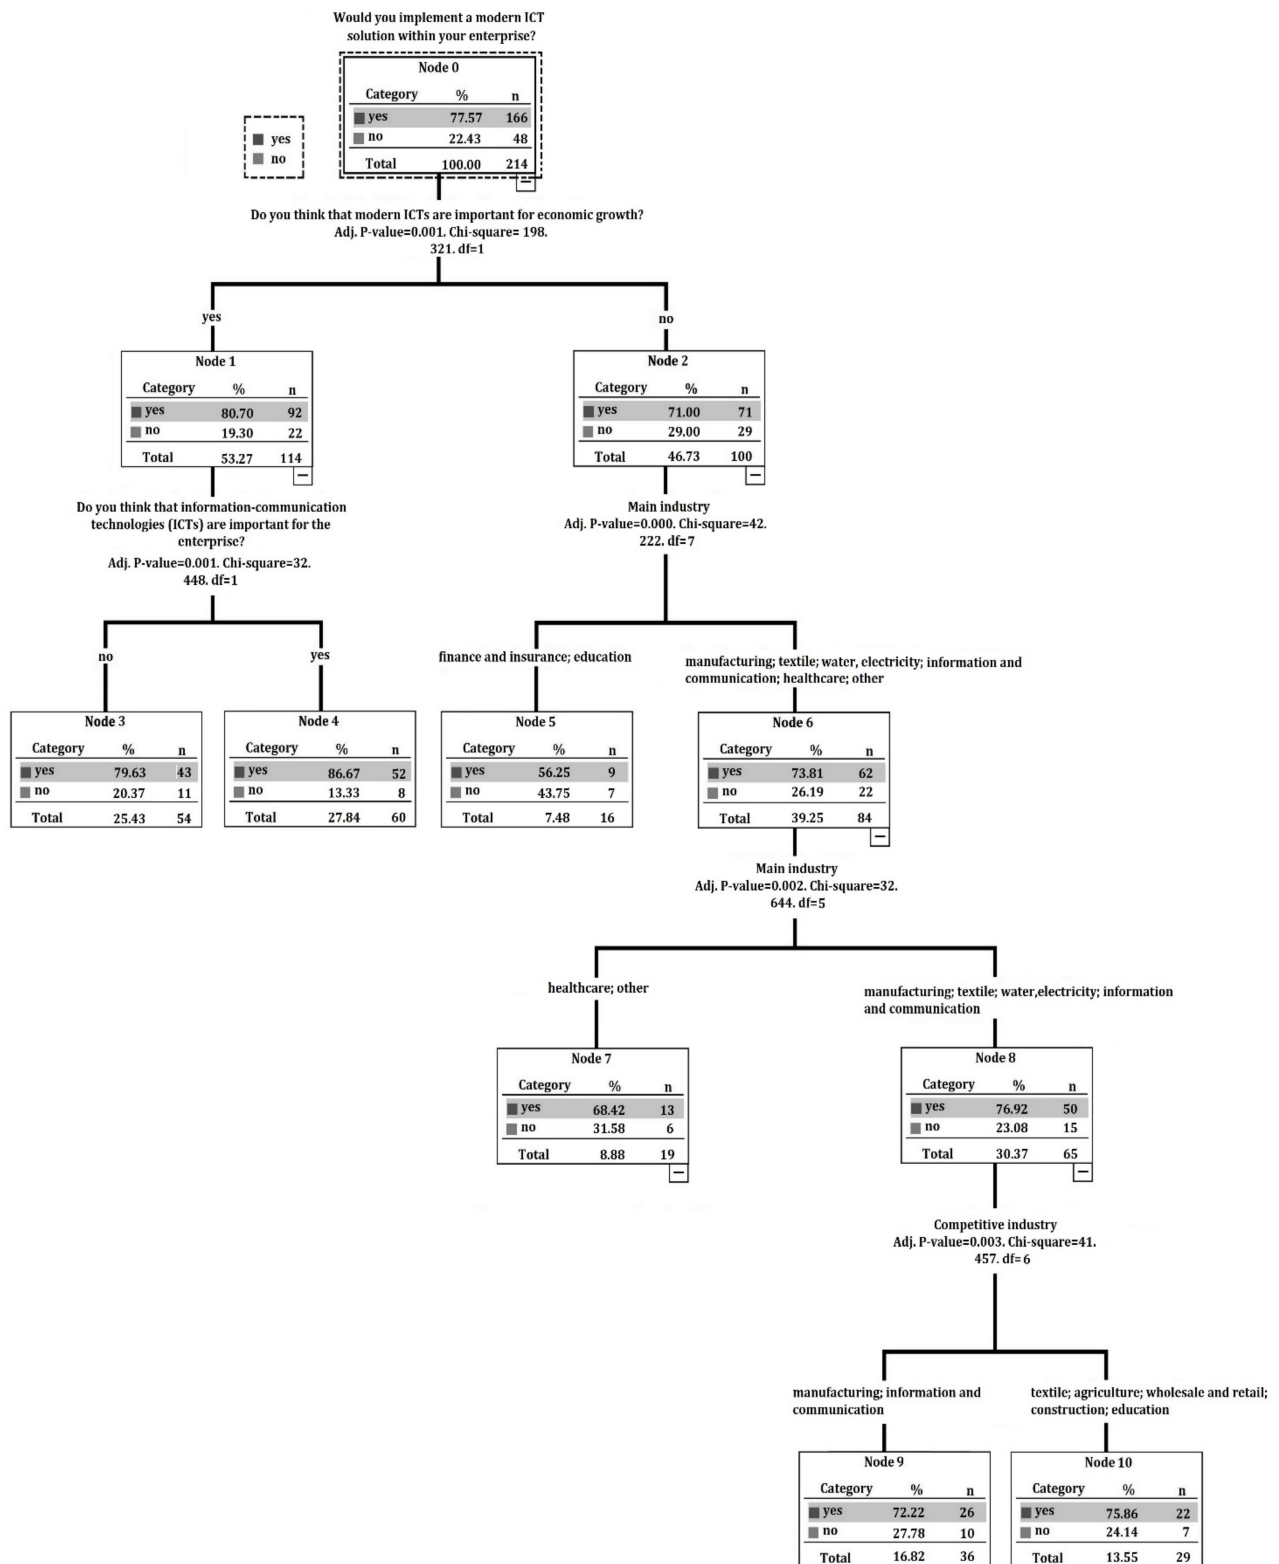 Would you implement a modern ICT
solution within your enterprise?
Node 0
Category % n
yes 77.57 166
no 22.43 48
Total 100.00 214
yes
no
Do you think that modern ICTs are important for economic growth?
Adj. P-value=0.001. Chi-square= 198.
321. df=1
yes
no
Node 1
Category % n
yes 80.70 92
no 19.30 22
Total 53.27 114
Node 2
Category % n
yes 71.00 71
no 29.00 29
Total 46.73 100
Do you think that information-communication
technologies (ICTs) are important for the
enterprise?
Adj. P-value=0.001. Chi-square=32.
448. df=1
Main industry
Adj. P-value=0.000. Chi-square=42.
222. df=7
no
yes
finance and insurance; education
manufacturing; textile; water, electricity; information and
communication; healthcare; other
Node 3
Category % n
yes 79.63 43
no 20.37 11
Total 25.43 54
Node 4
Category % n
yes 86.67 52
no 13.33 8
Total 27.84 60
Node 5
Category % n
yes 56.25 9
no 43.75 7
Total 7.48 16
Node 6
Category % n
yes 73.81 62
no 26.19 22
Total 39.25 84
Main industry
Adj. P-value=0.002. Chi-square=32.
644. df=5
healthcare; other
manufacturing; textile; water,electricity; information
and communication
Node 7
Category % n
yes 68.42 13
no 31.58 6
Total 8.88 19
Node 8
Category % n
yes 76.92 50
no 23.08 15
Total 30.37 65
Competitive industry
Adj. P-value=0.003. Chi-square=41.
457. df=6
manufacturing; information and
communication
textile; agriculture; wholesale and retail;
construction; education
Node 9
Category % n
yes 72.22 26
no 27.78 10
Total 16.82 36
Node 10
Category % n
yes 75.86 22
no 24.14 7
Total 13.55 29